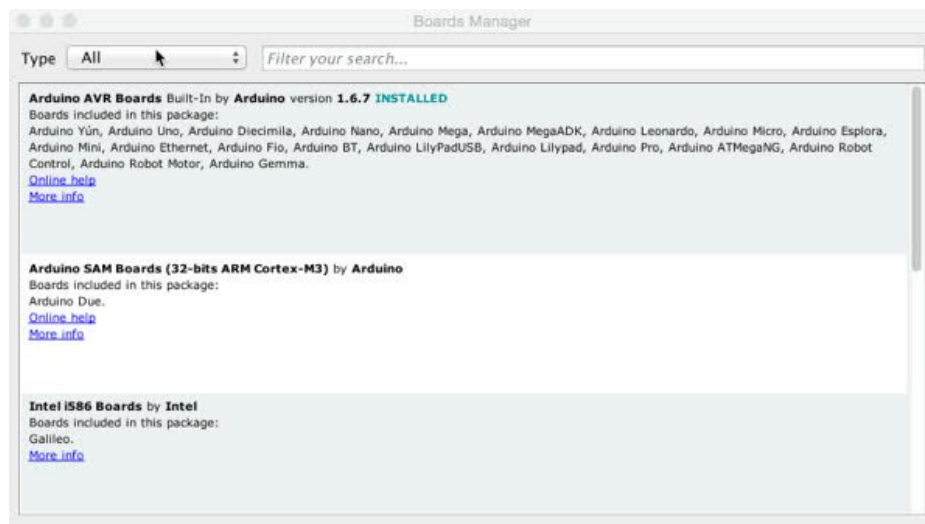 Boards Manager
Type All Filter your search...
Arduino AVR Boards Built-In by Arduino version 1.6.7 INSTALLED
Boards included in this package:
Arduino Yún, Arduino Uno, Arduino Diecimila, Arduino Nano, Arduino Mega, Arduino MegaADK, Arduino Leonardo, Arduino Micro, Arduino Esplora,
Arduino Mini, Arduino Ethernet, Arduino Fio, Arduino BT, Arduino LilyPadUSB, Arduino Lilypad, Arduino Pro, Arduino ATMegaNG, Arduino Robot
Control, Arduino Robot Motor, Arduino Gemma.
Online help
More info
Arduino SAM Boards (32-bits ARM Cortex-M3) by Arduino
Boards included in this package:
Arduino Due.
Online help
More info
Intel i586 Boards by Intel
Boards included in this package:
Galileo.
More info